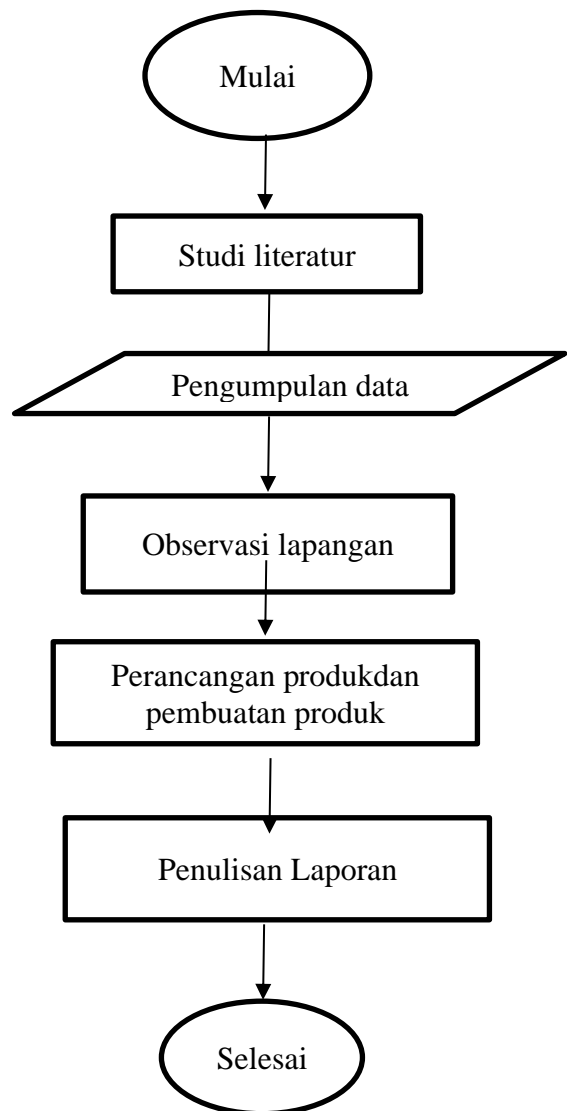 Mulai
Studi literatur
Pengumpulan data
Observasi lapangan
Perancangan produkdan
pembuatan produk
Penulisan Laporan
Selesai